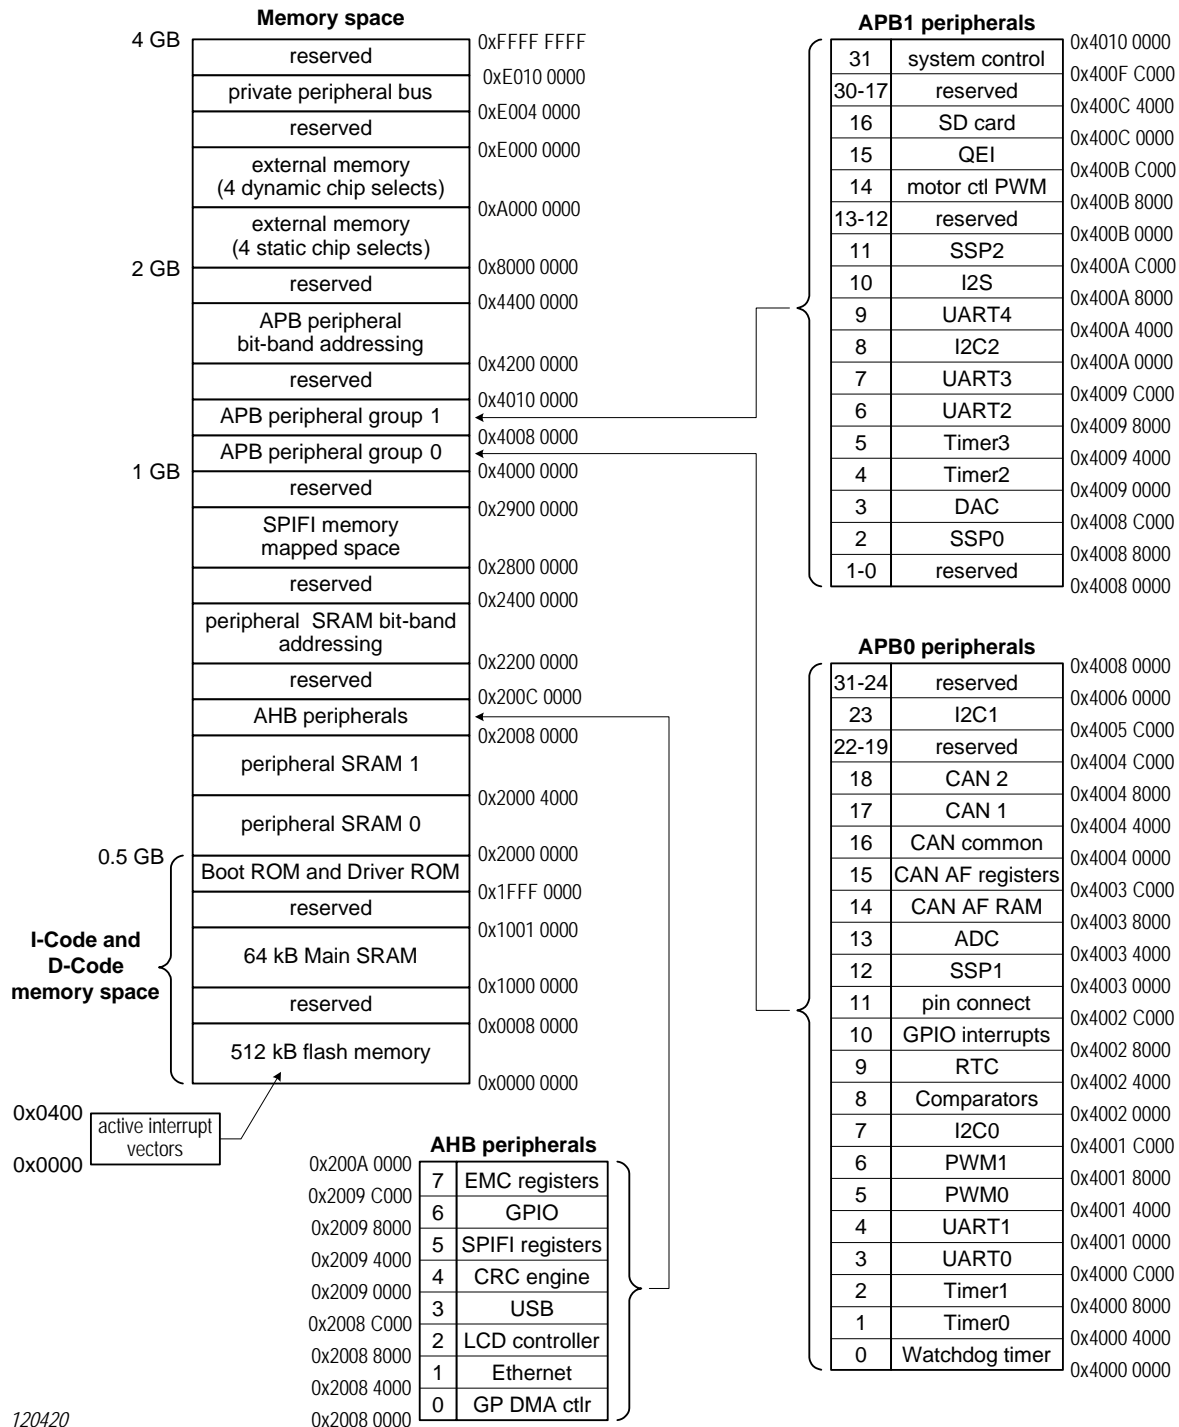 Memory space
4 GB
0xFFFF FFFF
reserved
0xE010 0000
private peripheral bus
0xE004 0000
reserved
0xE000 0000
external memory
(4 dynamic chip selects)
0xA000 0000
external memory
(4 static chip selects)
2 GB
0x8000 0000
reserved
0x4400 0000
APB peripheral
bit-band addressing
0x4200 0000
reserved
0x4010 0000
APB peripheral group 1
0x4008 0000
APB peripheral group 0
1 GB
0x4000 0000
reserved
0x2900 0000
SPIFI memory
mapped space
0x2800 0000
reserved
0x2400 0000
peripheral SRAM bit-band
addressing
0x2200 0000
reserved
0x200C 0000
AHB peripherals
0x2008 0000
peripheral SRAM 1
0x2000 4000
peripheral SRAM 0
0.5 GB
0x2000 0000
Boot ROM and Driver ROM
0x1FFF 0000
reserved
0x1001 0000
I-Code and
D-Code
memory space
64 kB Main SRAM
0x1000 0000
reserved
0x0008 0000
512 kB flash memory
0x0000 0000
0x0400
active interrupt
vectors
0x0000
APB1 peripherals
0x4010 0000
31 system control
0x400F C000
30-17 reserved
0x400C 4000
16 SD card
0x400C 0000
15 QEI
0x400B C000
14 motor ctl PWM
0x400B 8000
13-12 reserved
0x400B 0000
11 SSP2
0x400A C000
10 I2S
0x400A 8000
9 UART4
0x400A 4000
8 I2C2
0x400A 0000
7 UART3
0x4009 C000
6 UART2
0x4009 8000
5 Timer3
0x4009 4000
4 Timer2
0x4009 0000
3 DAC
0x4008 C000
2 SSP0
0x4008 8000
1-0 reserved
0x4008 0000
APB0 peripherals
0x4008 0000
31-24 reserved
0x4006 0000
23 I2C1
0x4005 C000
22-19 reserved
0x4004 C000
18 CAN 2
0x4004 8000
17 CAN 1
0x4004 4000
16 CAN common
0x4004 0000
15 CAN AF registers
0x4003 C000
14 CAN AF RAM
0x4003 8000
13 ADC
0x4003 4000
12 SSP1
0x4003 0000
11 pin connect
0x4002 C000
10 GPIO interrupts
0x4002 8000
9 RTC
0x4002 4000
8 Comparators
0x4002 0000
7 I2C0
0x4001 C000
6 PWM1
0x4001 8000
5 PWM0
0x4001 4000
4 UART1
0x4001 0000
3 UART0
0x4000 C000
2 Timer1
0x4000 8000
1 Timer0
0x4000 4000
0 Watchdog timer
0x4000 0000
AHB peripherals
0x200A 0000
7 EMC registers
0x2009 C000
6 GPIO
0x2009 8000
5 SPIFI registers
0x2009 4000
4 CRC engine
0x2009 0000
3 USB
0x2008 C000
2 LCD controller
0x2008 8000
1 Ethernet
0x2008 4000
0 GP DMA ctlr
0x2008 0000
120420